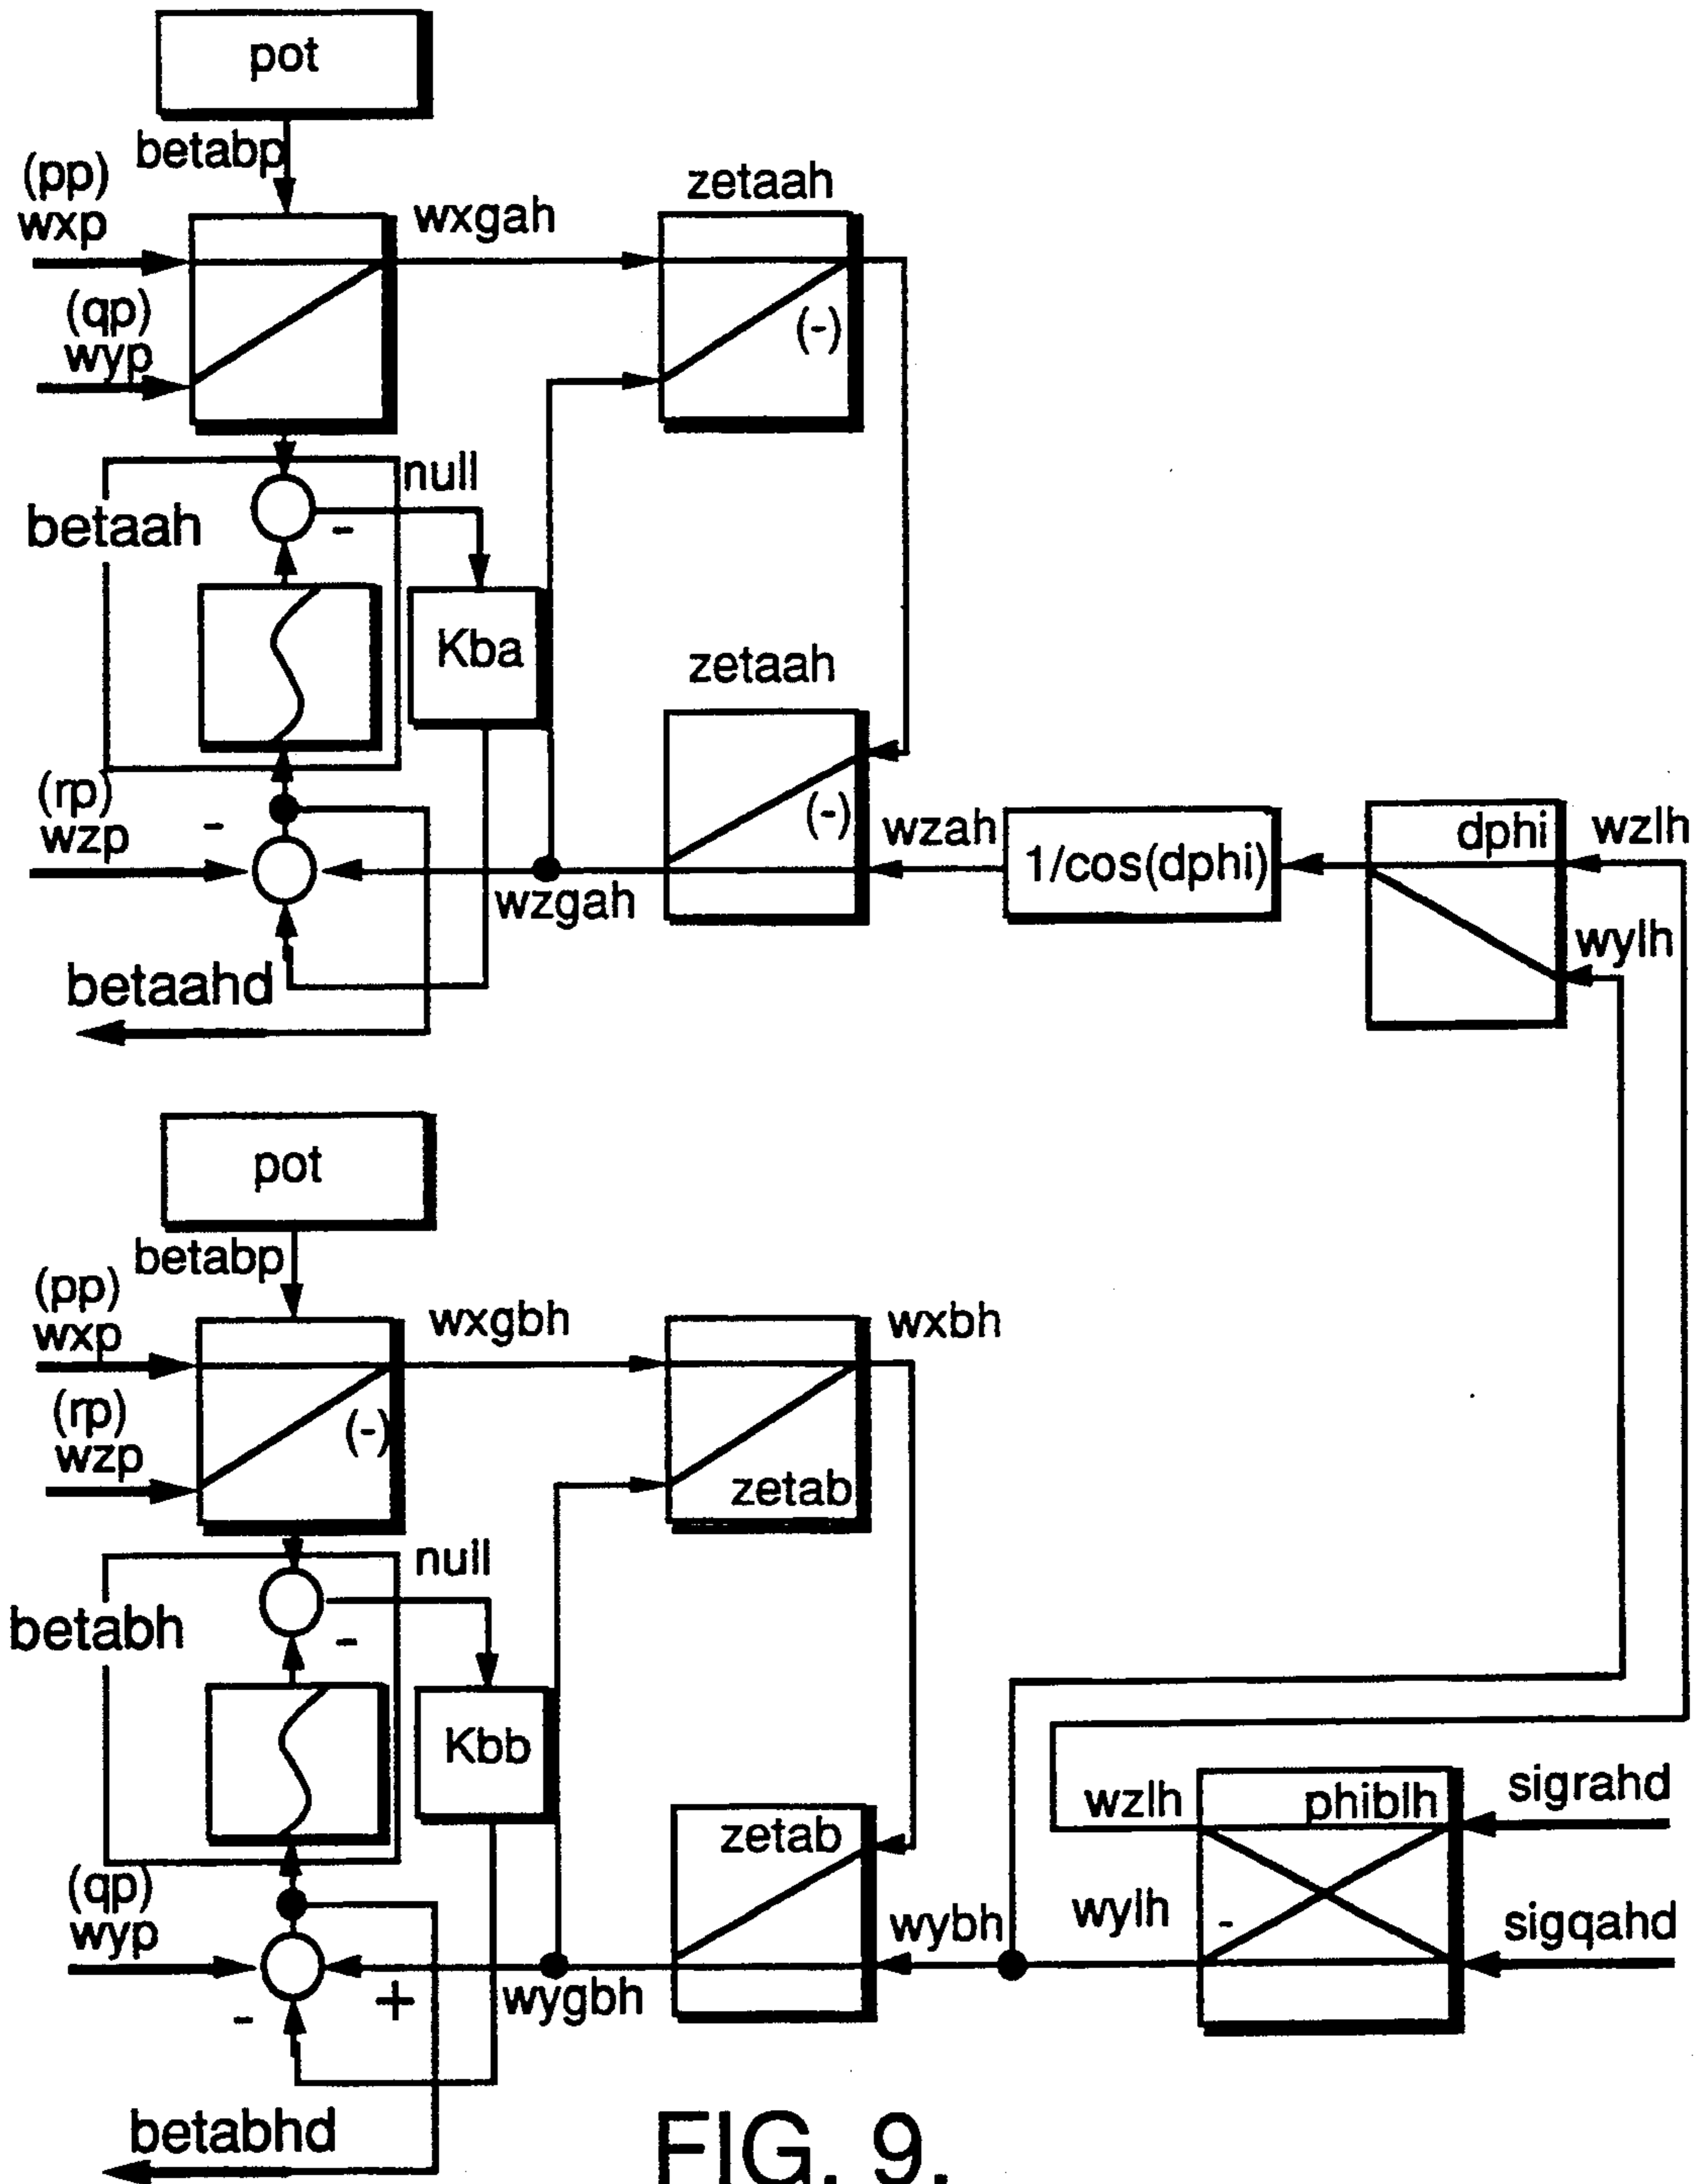 pot
betabp
(pp)
wxp
wxgah
zetaah
(qp)
wyp
(-)
null
betaah
-
Kba
zetaah
(rp)
wzp
-
(-)
wzah
1/cos(dphi)
dphi
wzlh
wzgah
wylh
betaahd
pot
betabp
(pp)
wxp
wxgbh
wxbh
(rp)
wzp
(-)
zetab
null
betabh
-
Kbb
zetab
wzlh
phiblh
sigrahd
(qp)
wyp
wybh
wylh
-
sigqahd
-
+
wygbh
betabhd
FIG. 9.